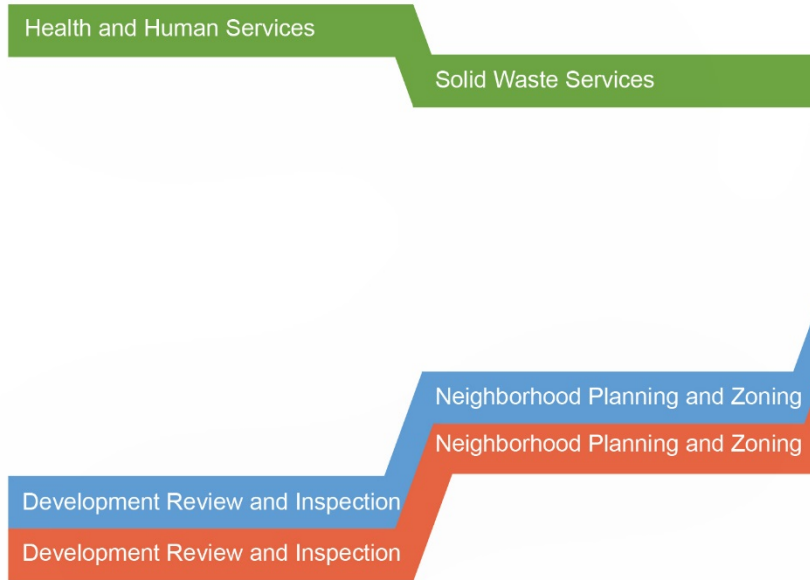 Health and Human Services
Solid Waste Services
Neighborhood Planning and Zoning
Neighborhood Planning and Zoning
Development Review and Inspection
Development Review and Inspection